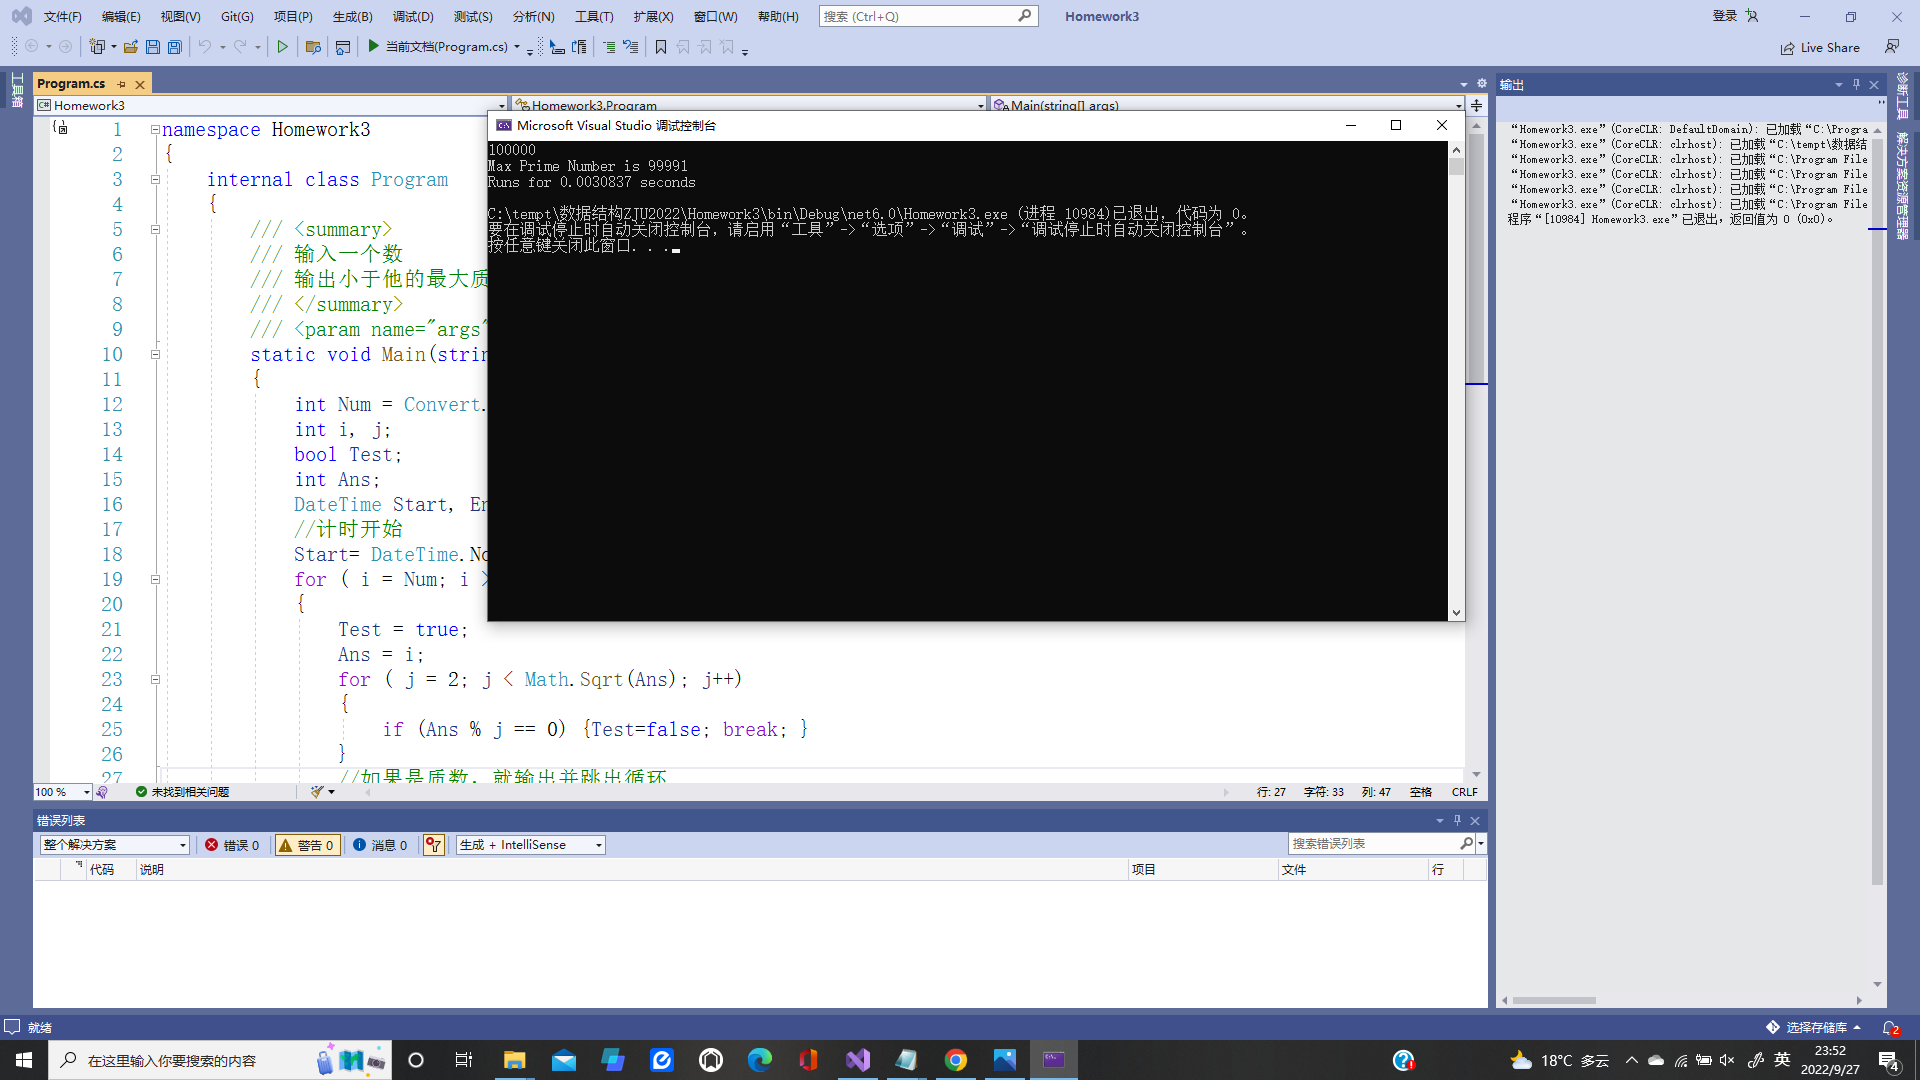 文件(F) 编辑(E) 视图(V) Git(G) 项目(P) 生成(B) 调试(D) 测试(S) 分析(N) 工具(T) 扩展(X) 窗口(W) 帮助(H) 搜索 (Ctrl+Q) Homework3 登录
当前文档(Program.cs) Live Share
工具箱
Program.cs
Homework3 Homework3.Program Main(string[] args)
1 namespace Homework3
2 {
3 internal class Program
4 {
5 /// <summary>
6 /// 输入一个数
7 /// 输出小于他的最大质
8 /// </summary>
9 /// <param name="args"
10 static void Main(strin
11 {
12 int Num = Convert.
13 int i, j;
14 bool Test;
15 int Ans;
16 DateTime Start, En
17 //计时开始
18 Start= DateTime.No
19 for ( i = Num; i >
20 {
21 Test = true;
22 Ans = i;
23 for ( j = 2; j < Math.Sqrt(Ans); j++)
24 {
25 if (Ans % j == 0) {Test=false; break; }
26 }
27 //如果是质数, 就输出并跳出循环
Microsoft Visual Studio 调试控制台
100000
Max Prime Number is 99991
Runs for 0.0030837 seconds
C:\tempt\数据结构ZJU2022\Homework3\bin\Debug\net6.0\Homework3.exe (进程 10984)已退出，代码为 0。
要在调试停止时自动关闭控制台，请启用“工具”->“选项”->“调试”->“调试停止时自动关闭控制台”。
按任意键关闭此窗口. . .
输出
“Homework3.exe”(CoreCLR: DefaultDomain): 已加载“C:\Progra
“Homework3.exe”(CoreCLR: clrhost): 已加载“C:\tempt\数据结
“Homework3.exe”(CoreCLR: clrhost): 已加载“C:\Program File
“Homework3.exe”(CoreCLR: clrhost): 已加载“C:\Program File
“Homework3.exe”(CoreCLR: clrhost): 已加载“C:\Program File
“Homework3.exe”(CoreCLR: clrhost): 已加载“C:\Program File
程序“[10984] Homework3.exe”已退出，返回值为 0 (0x0)。
诊断工具
解决方案资源管理器
100 % 未找到相关问题 行: 27 字符: 33 列: 47 空格 CRLF
错误列表
整个解决方案 错误 0 警告 0 消息 0 生成 + IntelliSense 搜索错误列表
代码 说明 项目 文件 行
就绪 选择存储库 2
在这里输入你要搜索的内容 18°C 多云 英 23:52
2022/9/27 4